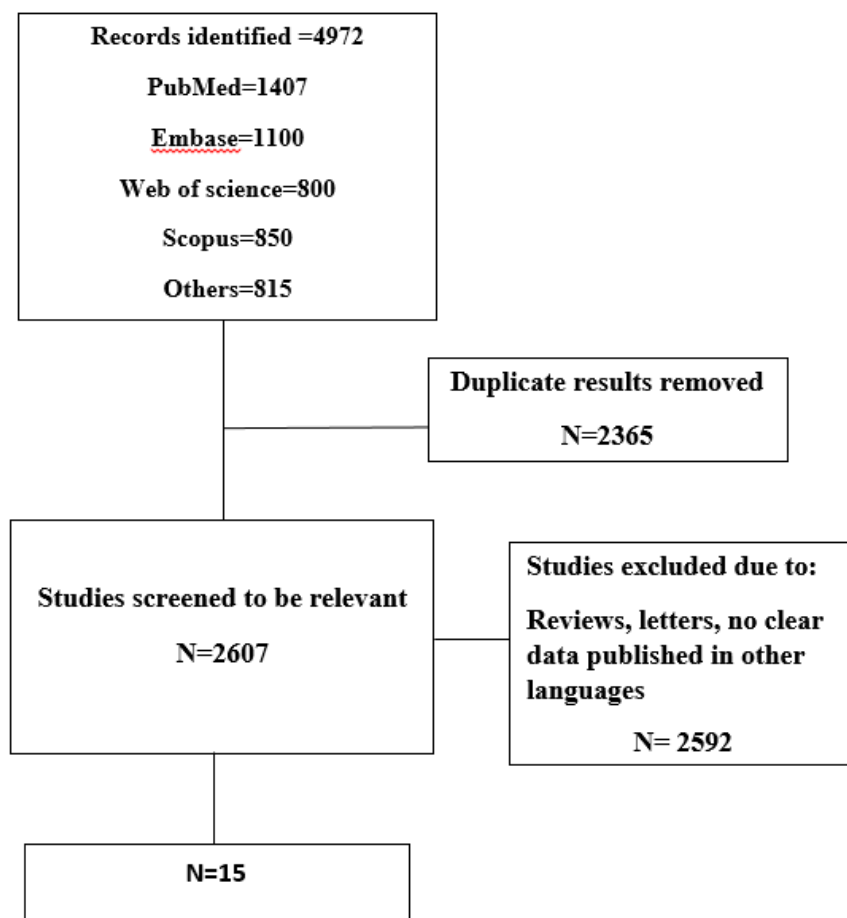 Records identified =4972
PubMed=1407
Embase=1100
Web of science=800
Scopus=850
Others=815
Duplicate results removed
N=2365
Studies screened to be relevant
N=2607
Studies excluded due to:
Reviews, letters, no clear
data published in other
languages
N= 2592
N=15